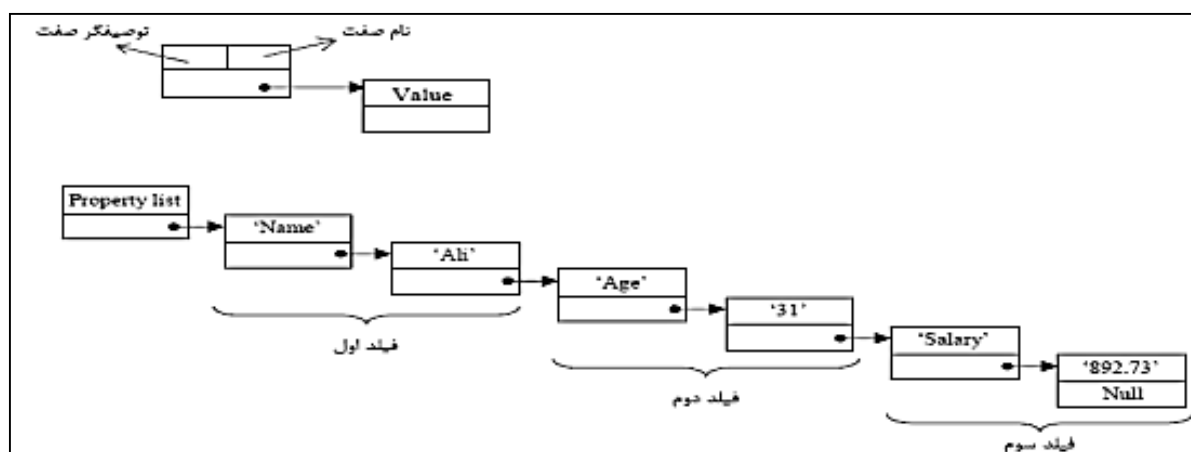 توصیفگر صفت
نام صفت
Value
Property list
‘Name’
‘Ali’
‘Age’
‘31’
‘Salary’
‘892.73’
Null
فیلد اول
فیلد دوم
فیلد سوم